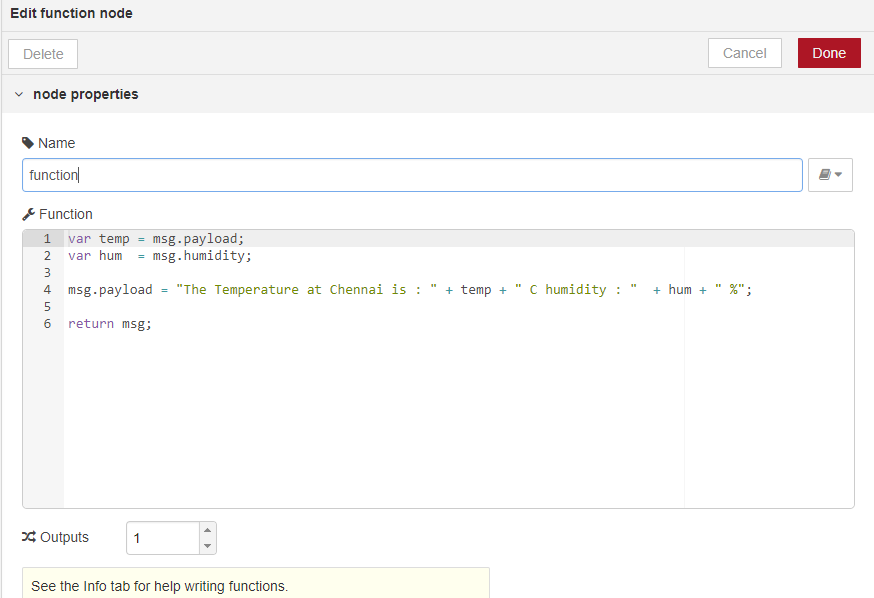 Edit function node
Delete
Cancel
Done
node properties
Name
function
Function
1 var temp = msg.payload;
2 var hum  = msg.humidity;
3
4 msg.payload = "The Temperature at Chennai is : " + temp + " C humidity : "  + hum + " %";
5
6 return msg;
Outputs
1
See the Info tab for help writing functions.